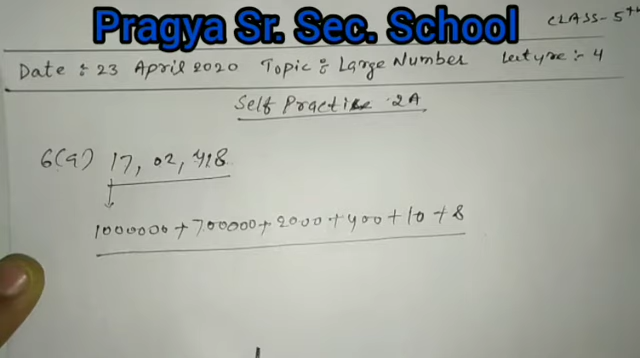 Pragya Sr. Sec. School
CLASS- 5th
Date : 23 April 2020 Topic : Large Number Lecture :- 4
Self Practice 2A
6(a) 17, 02, 418
1000000 + 700000 + 2000 + 400 + 10 + 8